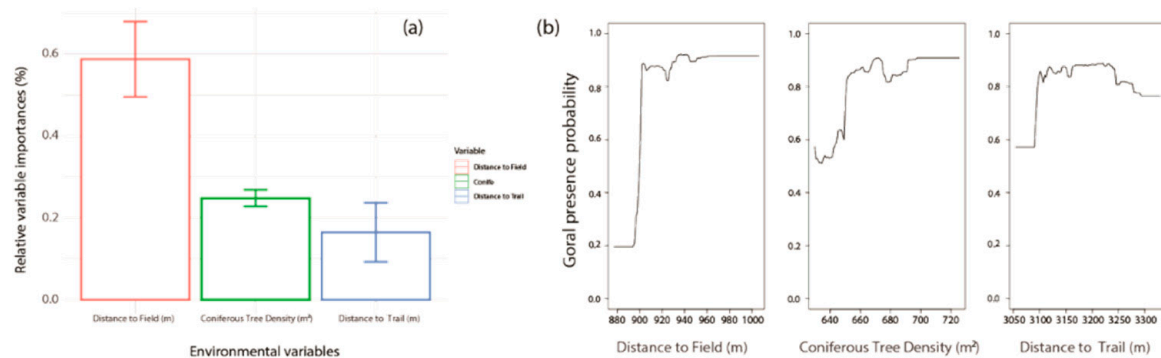 (a)
Relative variable importances (%)
0.6
0.4
0.2
0.0
Distance to Field (m) Coniferous Tree Density (m²) Distance to Trail (m)
Environmental variables
Variable
Distance to Field
Conife
Distance to Trail
(b)
Goral presence probability
1.0
0.8
0.6
0.4
0.2
0.0
880 900 920 940 960 980 1000
Distance to Field (m)
1.0
0.8
0.6
0.4
0.2
0.0
640 660 680 700 720
Coniferous Tree Density (m²)
1.0
0.8
0.6
0.4
0.2
0.0
3050 3100 3150 3200 3250 3300
Distance to Trail (m)